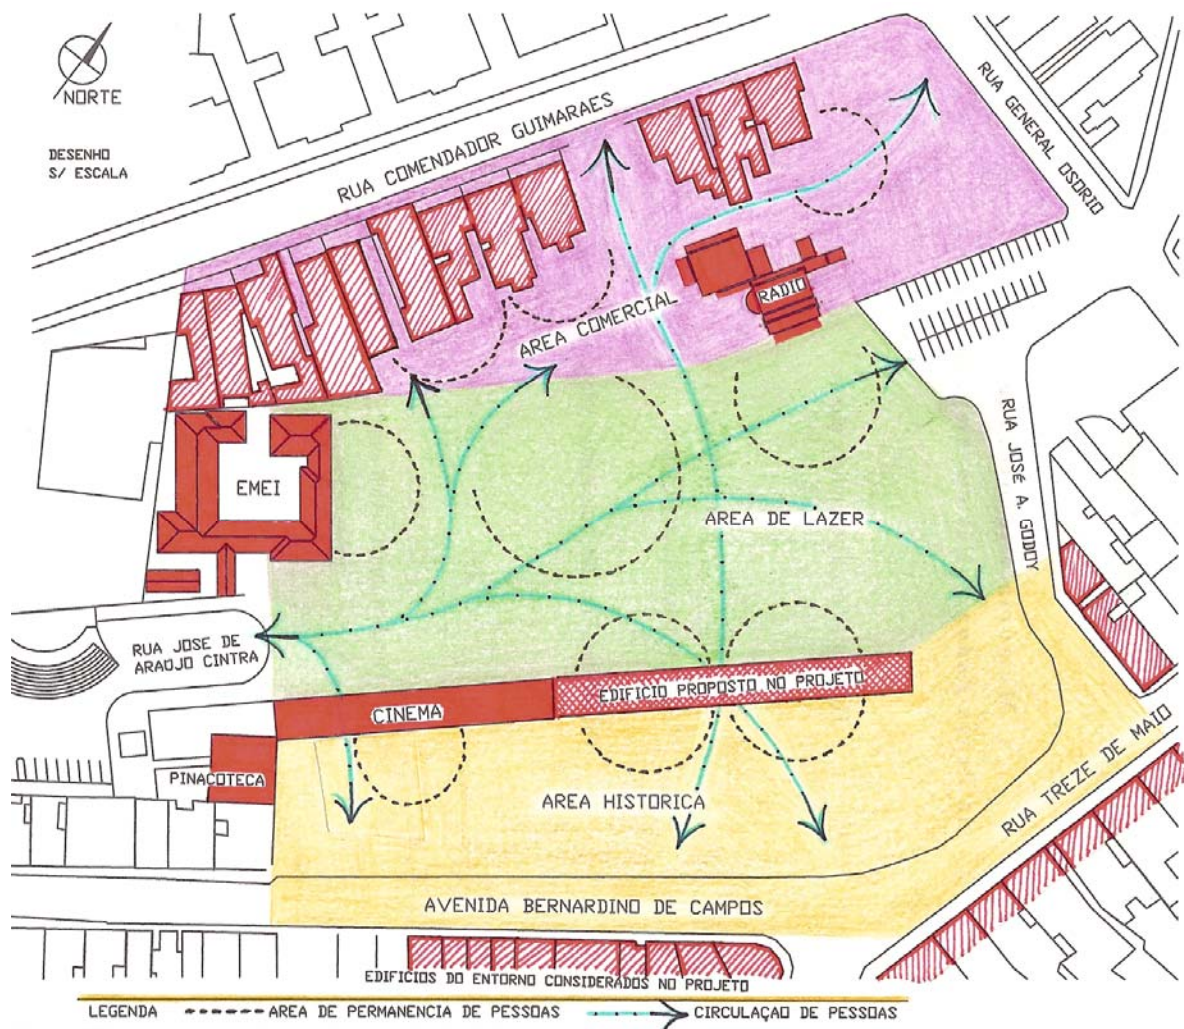 NORTE
DESENHO
S/ ESCALA
RUA COMENDADOR GUIMARAES
RUA GENERAL OSORIO
RADIO
AREA COMERCIAL
EMEI
AREA DE LAZER
RUA JOSÉ A. GODOY
RUA JOSE DE
ARAUJO CINTRA
EDIFICIO PROPOSTO NO PROJETO
CINEMA
PINACOTECA
AREA HISTORICA
RUA TREZE DE MAIO
AVENIDA BERNARDINO DE CAMPOS
EDIFICIOS DO ENTORNO CONSIDERADOS NO PROJETO
LEGENDA AREA DE PERMANENCIA DE PESSOAS CIRCULAÇAO DE PESSOAS